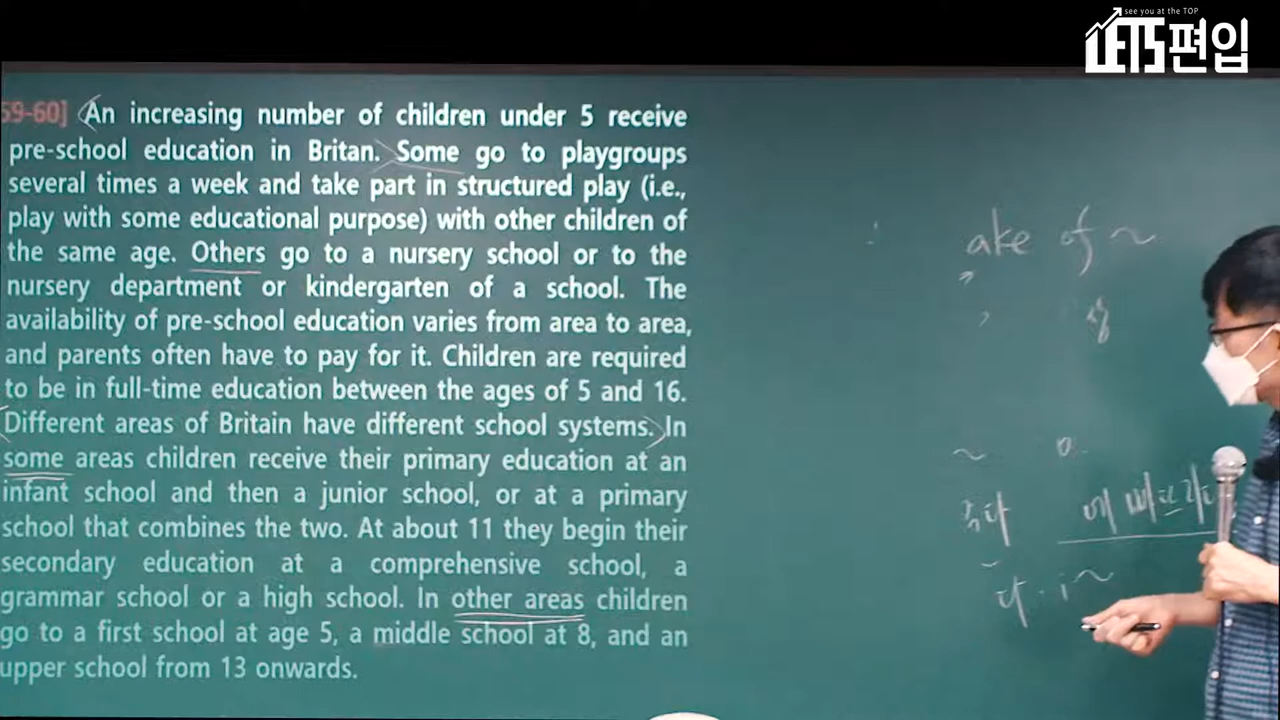 see you at the TOP
LETS편입
59-60] An increasing number of children under 5 receive
pre-school education in Britan. Some go to playgroups
several times a week and take part in structured play (i.e.,
play with some educational purpose) with other children of
the same age. Others go to a nursery school or to the
nursery department or kindergarten of a school. The
availability of pre-school education varies from area to area,
and parents often have to pay for it. Children are required
to be in full-time education between the ages of 5 and 16.
Different areas of Britain have different school systems. In
some areas children receive their primary education at an
infant school and then a junior school, or at a primary
school that combines the two. At about 11 they begin their
secondary education at a comprehensive school, a
grammar school or a high school. In other areas children
go to a first school at age 5, a middle school at 8, and an
upper school from 13 onwards.
ake of ~